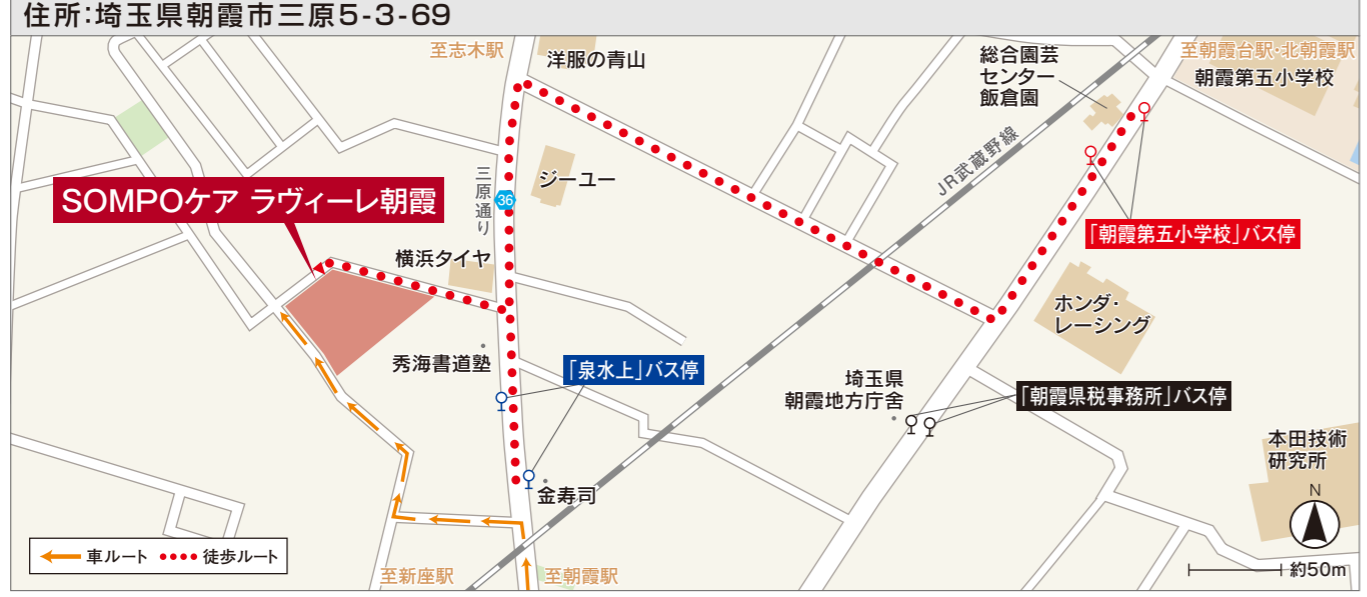 住所:埼玉県朝霞市三原5-3-69
至志木駅
洋服の青山
総合園芸
センター
飯倉園
至朝霞台駅・北朝霞駅
朝霞第五小学校
JR武蔵野線
三原通り
36
ジーユー
SOMPOケア ラヴィーレ朝霞
「朝霞第五小学校」バス停
横浜タイヤ
ホンダ・
レーシング
秀海書道塾
「泉水上」バス停
埼玉県
朝霞地方庁舎
「朝霞県税事務所」バス停
本田技術
研究所
金寿司
N
車ルート
徒歩ルート
至新座駅
至朝霞駅
約50m